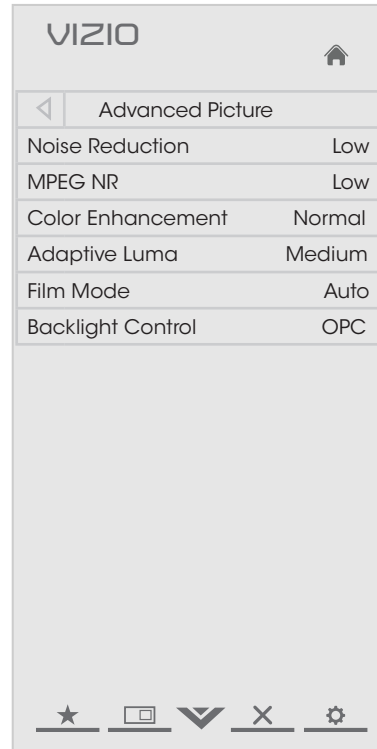 VIZIO
Advanced Picture
Noise Reduction Low
MPEG NR Low
Color Enhancement Normal
Adaptive Luma Medium
Film Mode Auto
Backlight Control OPC